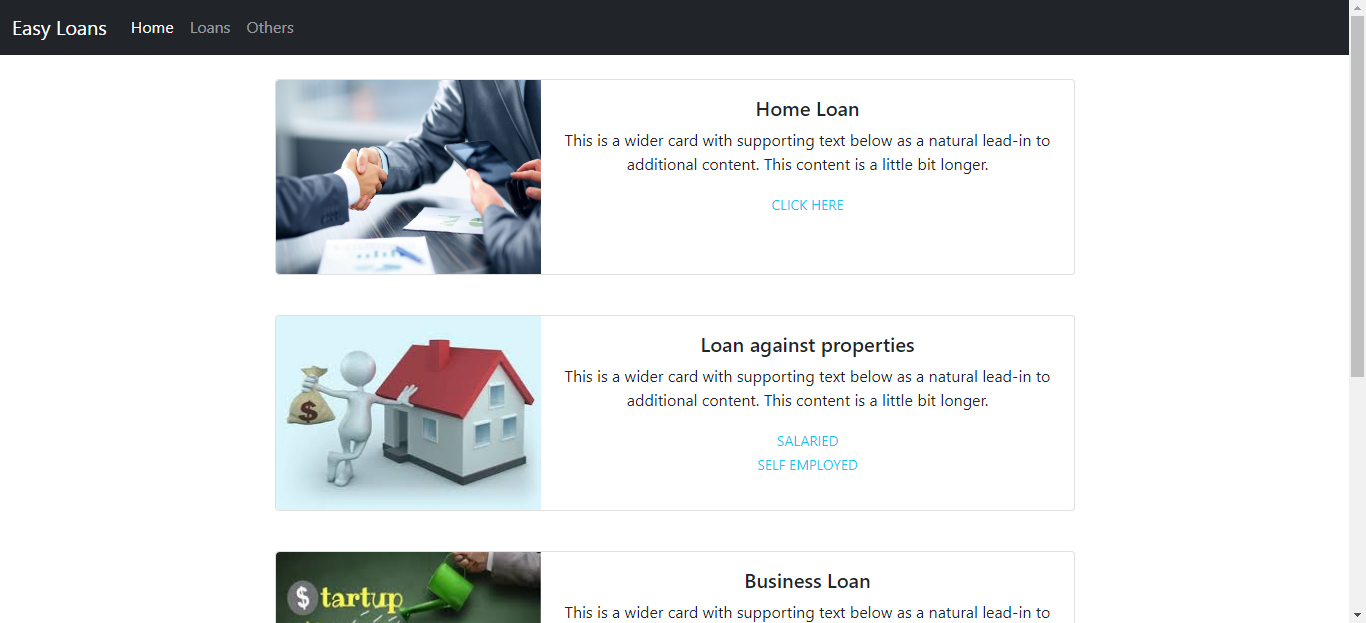 Easy Loans Home Loans Others
Home Loan
This is a wider card with supporting text below as a natural lead-in to
additional content. This content is a little bit longer.
CLICK HERE
$
Loan against properties
This is a wider card with supporting text below as a natural lead-in to
additional content. This content is a little bit longer.
SALARIED
SELF EMPLOYED
$tartup
Business Loan
This is a wider card with supporting text below as a natural lead-in to